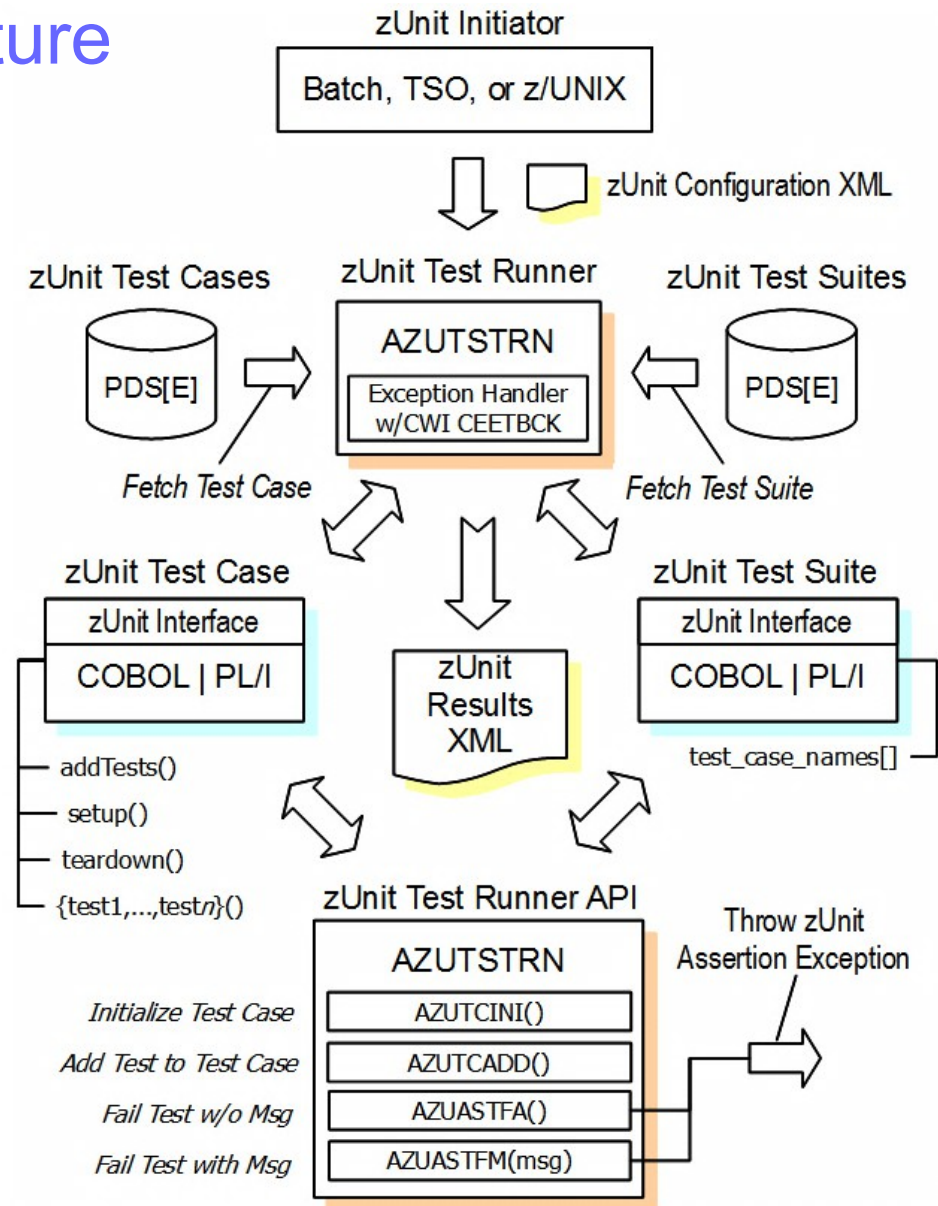 ture
zUnit Initiator
Batch, TSO, or z/UNIX
zUnit Configuration XML
zUnit Test Cases
zUnit Test Runner
zUnit Test Suites
PDS[E]
AZUTSTRN
Exception Handler
w/CWI CEETBCK
PDS[E]
Fetch Test Case
Fetch Test Suite
zUnit Test Case
zUnit Interface
COBOL | PL/I
addTests()
setup()
teardown()
{test1,...,testn}()
zUnit
Results
XML
zUnit Test Suite
zUnit Interface
COBOL | PL/I
test_case_names[]
zUnit Test Runner API
AZUTSTRN
Initialize Test Case
AZUTCINI()
Add Test to Test Case
AZUTCADD()
Fail Test w/o Msg
AZUASTFA()
Fail Test with Msg
AZUASTFM(msg)
Throw zUnit
Assertion Exception